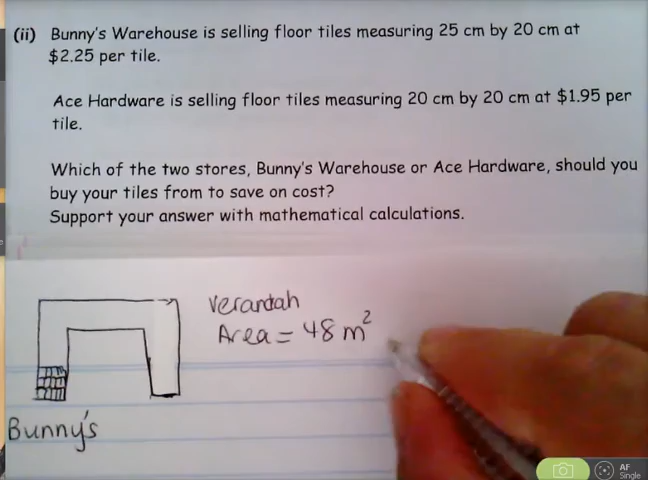 (ii) Bunny's Warehouse is selling floor tiles measuring 25 cm by 20 cm at
$2.25 per tile.
Ace Hardware is selling floor tiles measuring 20 cm by 20 cm at $1.95 per
tile.
Which of the two stores, Bunny's Warehouse or Ace Hardware, should you
buy your tiles from to save on cost?
Support your answer with mathematical calculations.
Verandah
Area = 48 m²
Bunny's
AF
Single